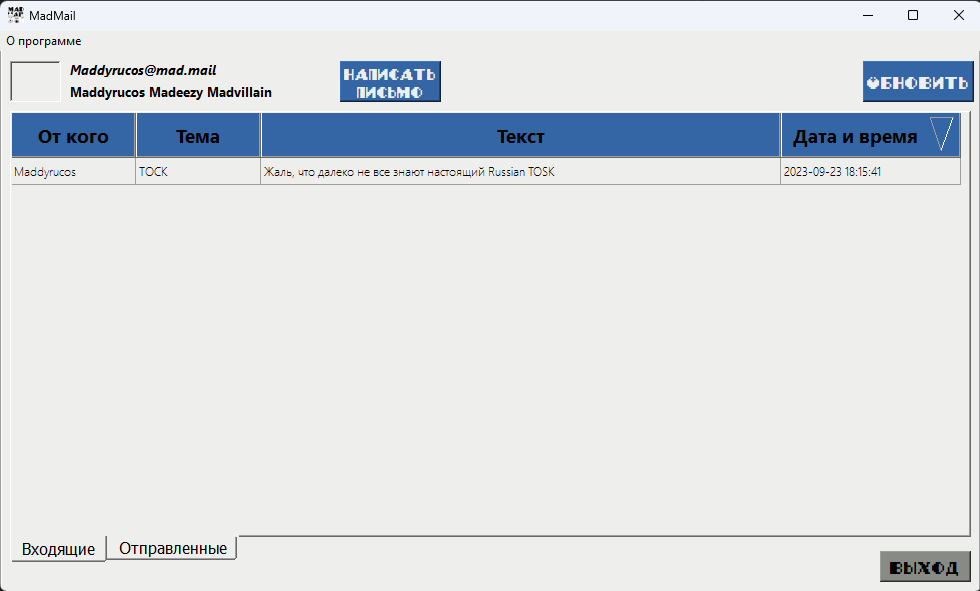 MadMail
О программе
Maddyrucos@mad.mail
Maddyrucos Madeezy Madvillain
НАПИСАТЬ
ПИСЬМО
ОБНОВИТЬ
От кого Тема Текст Дата и время
Maddyrucos ТОСК Жаль, что далеко не все знают настоящий Russian TOSK 2023-09-23 18:15:41
Входящие Отправленные
ВЫХОД